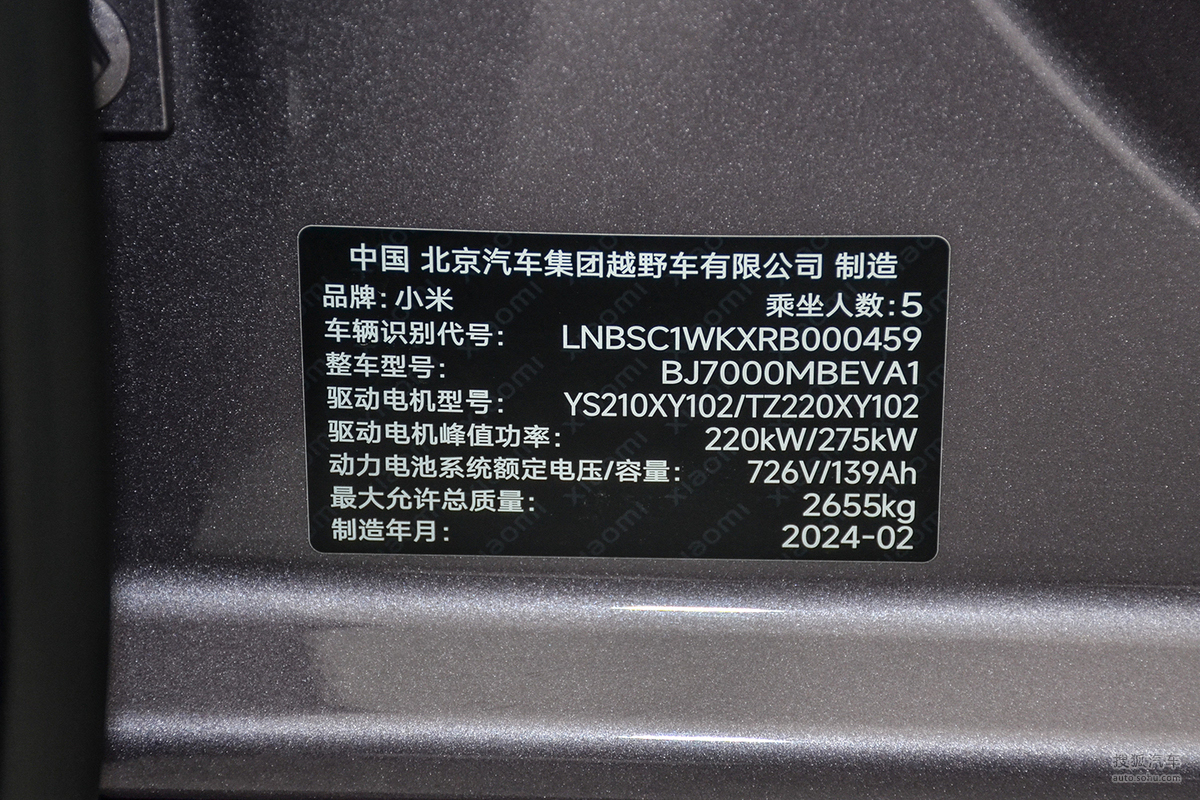 中国 北京汽车集团越野车有限公司 制造
品牌: 小米 乘坐人数: 5
车辆识别代号: LNBSC1WKXRB000459
整车型号: BJ7000MBEVA1
驱动电机型号: YS210XY102/TZ220XY102
驱动电机峰值功率: 220kW/275kW
动力电池系统额定电压/容量: 726V/139Ah
最大允许总质量: 2655kg
制造年月: 2024-02
搜狐汽车
auto.sohu.com